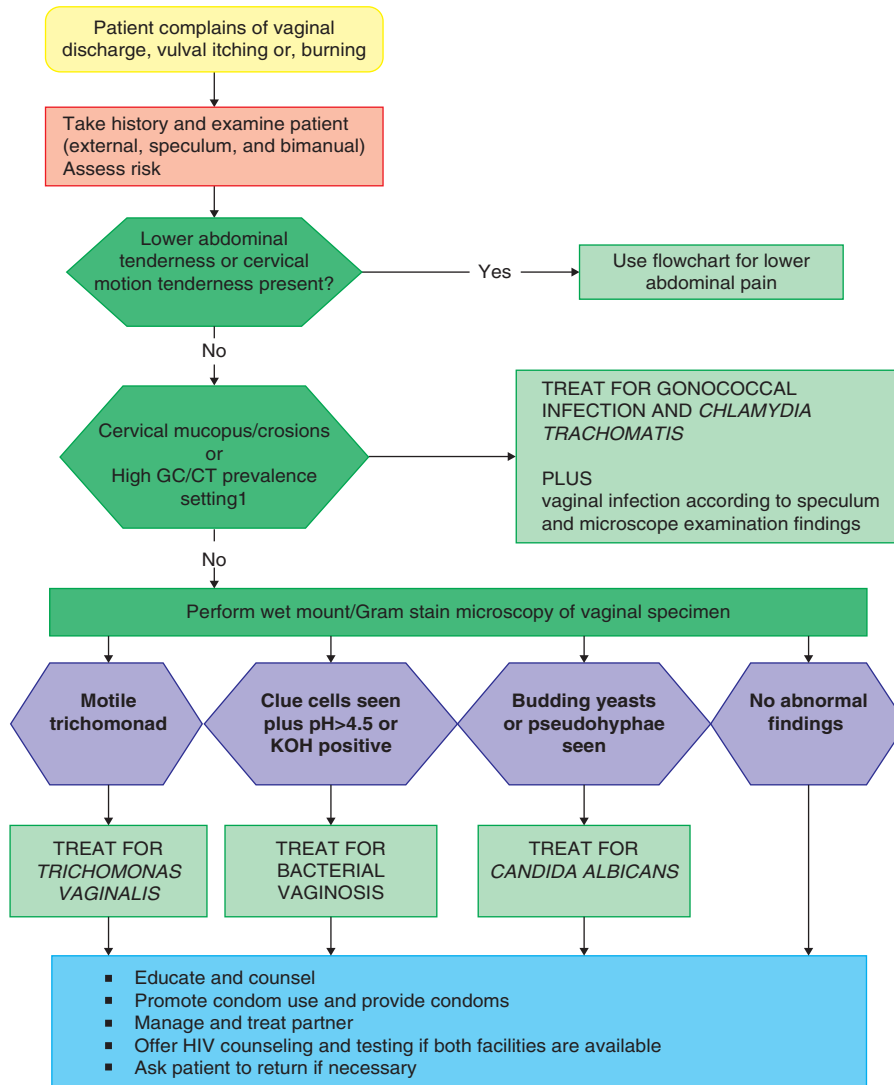 Patient complains of vaginal
discharge, vulval itching or, burning
Take history and examine patient
(external, speculum, and bimanual)
Assess risk
Lower abdominal
tenderness or cervical
motion tenderness present?
Yes
Use flowchart for lower
abdominal pain
No
Cervical mucopus/crosions
or
High GC/CT prevalence
setting1
TREAT FOR GONOCOCCAL
INFECTION AND CHLAMYDIA
TRACHOMATIS
PLUS
vaginal infection according to speculum
and microscope examination findings
No
Perform wet mount/Gram stain microscopy of vaginal specimen
Motile
trichomonad
Clue cells seen
plus pH>4.5 or
KOH positive
Budding yeasts
or pseudohyphae
seen
No abnormal
findings
TREAT FOR
TRICHOMONAS
VAGINALIS
TREAT FOR
BACTERIAL
VAGINOSIS
TREAT FOR
CANDIDA ALBICANS
▪ Educate and counsel
▪ Promote condom use and provide condoms
▪ Manage and treat partner
▪ Offer HIV counseling and testing if both facilities are available
▪ Ask patient to return if necessary